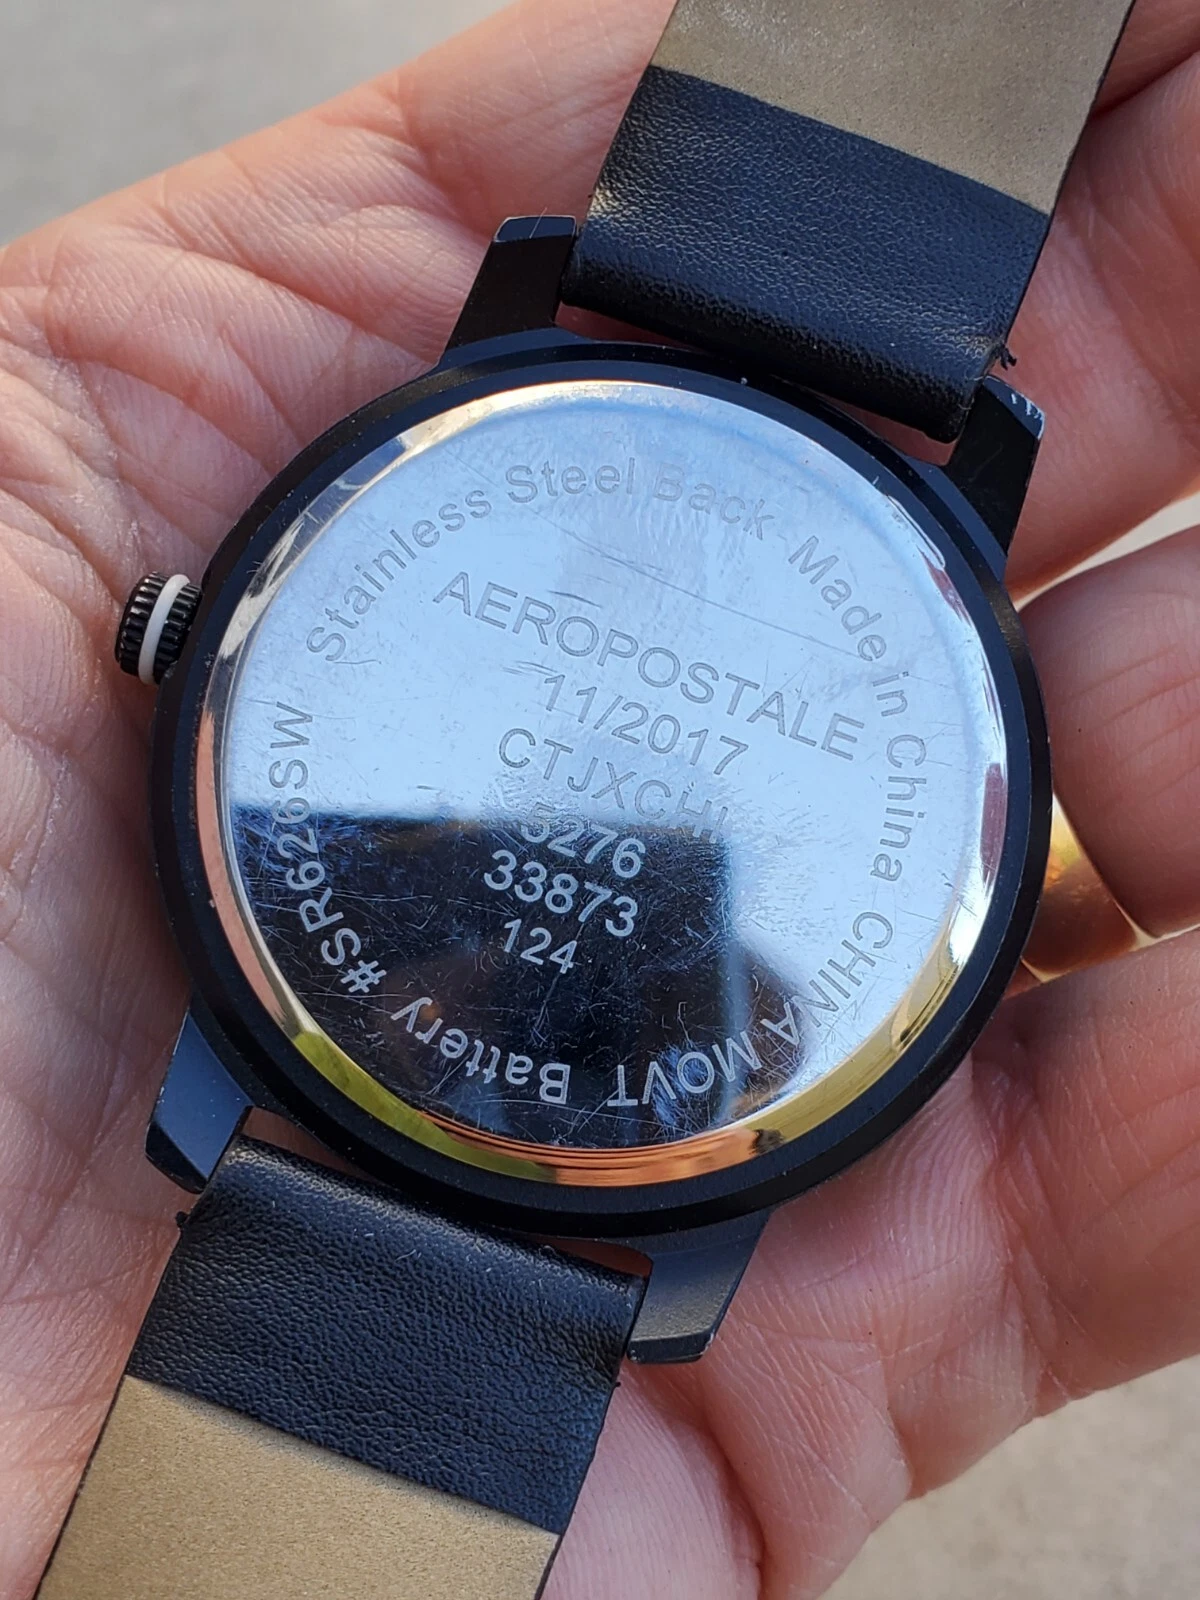 Stainless Steel Back-Made in China CHINA MOVT Battery #SR626SW
AEROPOSTALE
11/2017
CTJXCHI
5276
33873
124